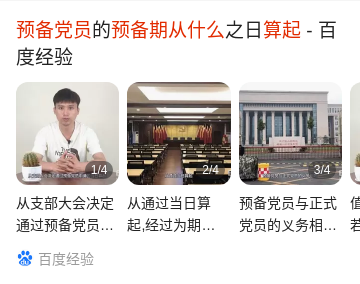 预备党员的预备期从什么之日算起 - 百
度经验
1/4
2/4
3/4
从支部大会决定
通过预备党员…
从通过当日算
起,经过为期…
预备党员与正式
党员的义务相…
值
若
百度经验